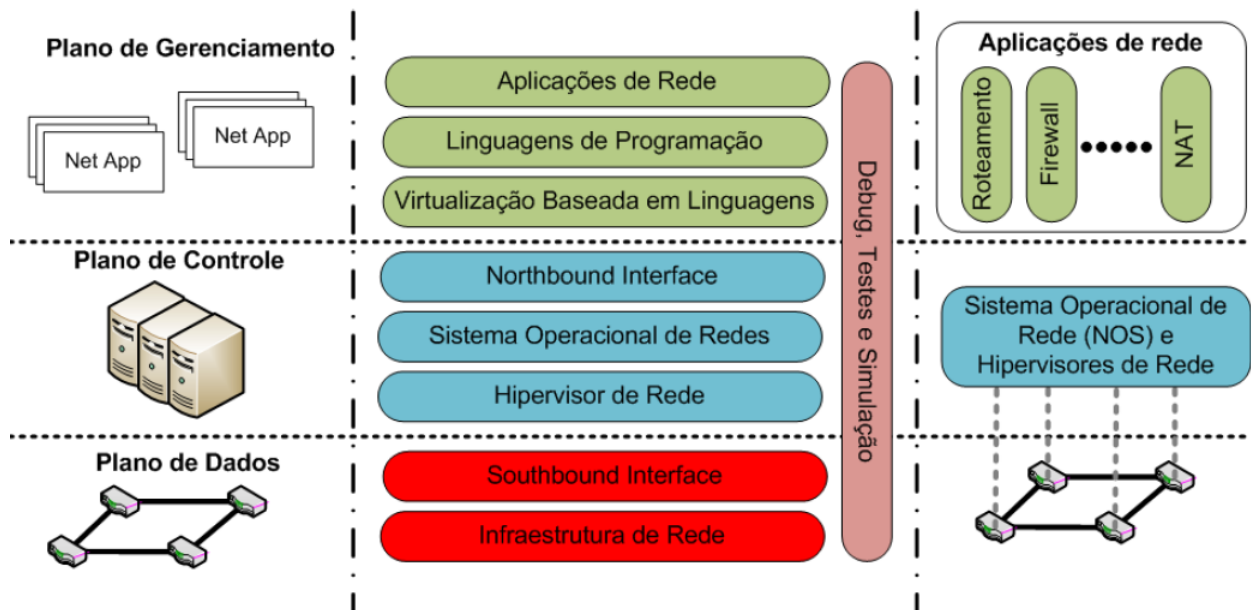 Plano de Gerenciamento
Net App
Net App
Plano de Controle
Plano de Dados
Aplicações de Rede
Linguagens de Programação
Virtualização Baseada em Linguagens
Northbound Interface
Sistema Operacional de Redes
Hipervisor de Rede
Southbound Interface
Infraestrutura de Rede
Debug, Testes e Simulação
Aplicações de rede
Roteamento
Firewall
NAT
Sistema Operacional de
Rede (NOS) e
Hipervisores de Rede